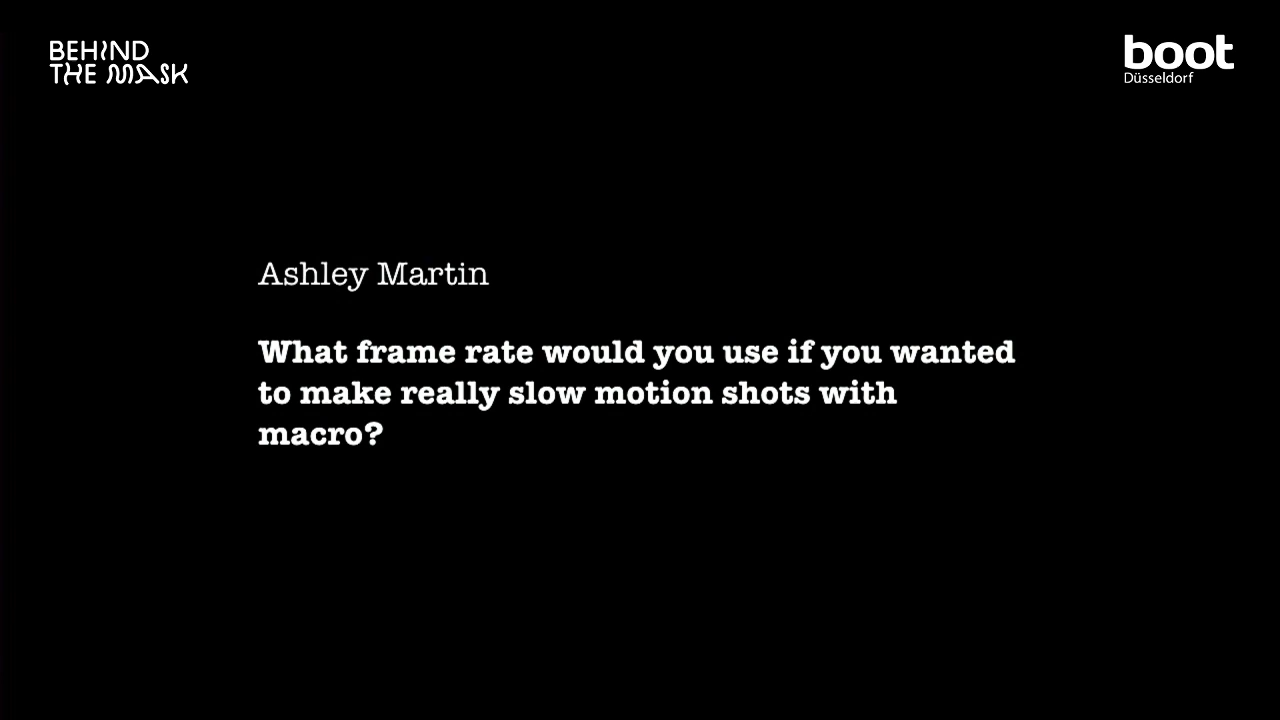 BEHIND
THE MASK
boot
Düsseldorf
Ashley Martin
What frame rate would you use if you wanted
to make really slow motion shots with
macro?